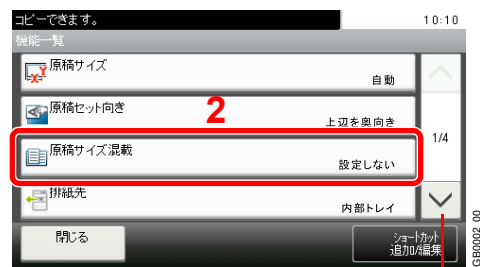 コピーできます。 10:10
機能一覧
原稿サイズ
自動
原稿セット向き
上辺を奥向き
2
1/4
原稿サイズ混載
設定しない
排紙先
内部トレイ
閉じる
ショートカット
追加/編集
GB0002 00